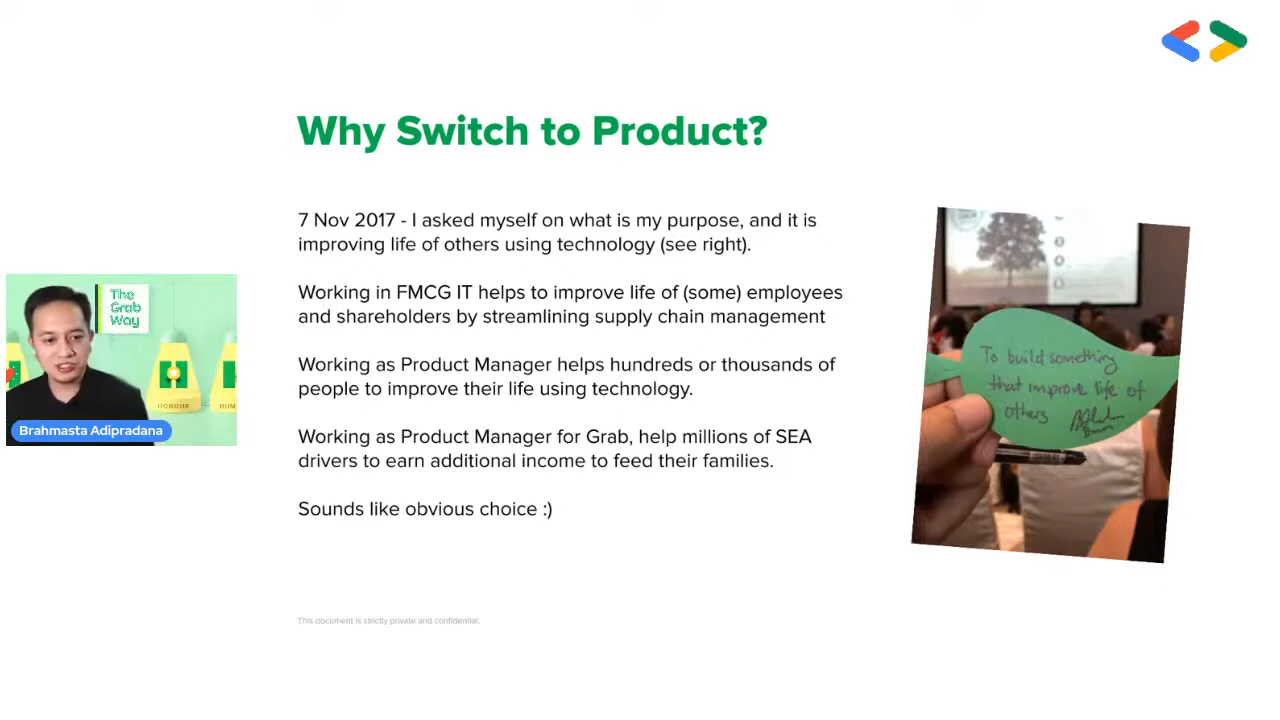 Why Switch to Product?
7 Nov 2017 - I asked myself on what is my purpose, and it is
improving life of others using technology (see right).
Working in FMCG IT helps to improve life of (some) employees
and shareholders by streamlining supply chain management
Working as Product Manager helps hundreds or thousands of
people to improve their life using technology.
Working as Product Manager for Grab, help millions of SEA
drivers to earn additional income to feed their families.
Sounds like obvious choice :)
The
Grab
Way
HONOUR
HUM
Brahmasta Adipradana
To build something
that improve life of
others
This document is strictly private and confidential.